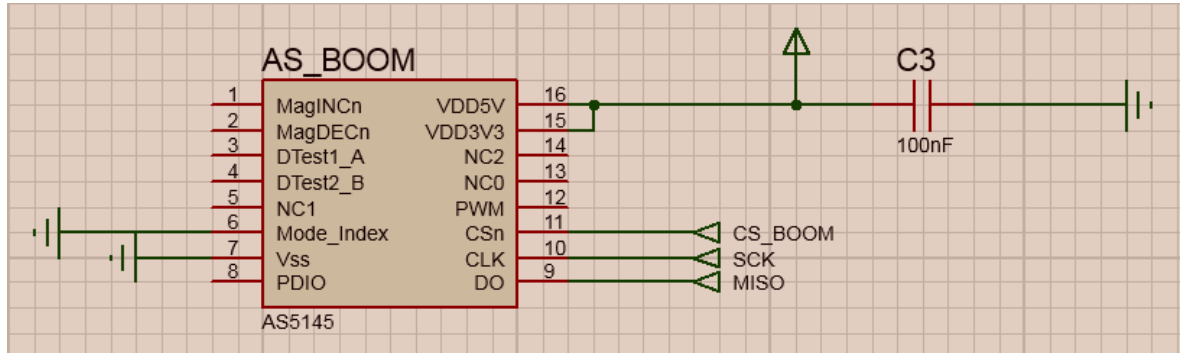 AS_BOOM
C3
1 MagINCn VDD5V 16
2 MagDECn VDD3V3 15
3 DTest1_A NC2 14
4 DTest2_B NC0 13
100nF
5 NC1 PWM 12
6 Mode_Index CSn 11 CS_BOOM
7 Vss CLK 10 SCK
8 PDIO DO 9 MISO
AS5145